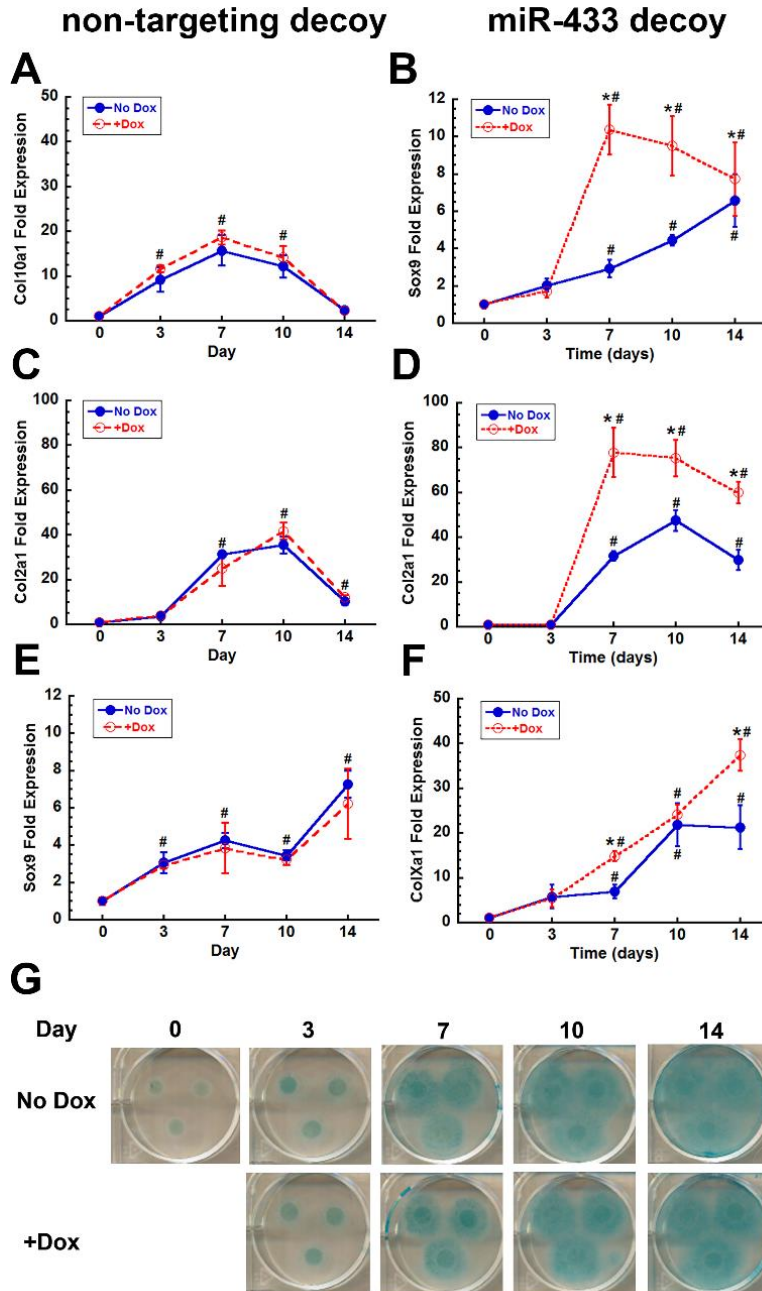 non-targeting decoy
miR-433 decoy
A
Col10a1 Fold Expression
50
40
30
20
10
0
No Dox
+Dox
#
#
#
0 3 7 10 14
Day
B
Sox9 Fold Expression
12
10
8
6
4
2
0
No Dox
+Dox
*#
*#
*#
#
#
#
0 3 7 10 14
Time (days)
C
Col2a1 Fold Expression
100
80
60
40
20
0
No Dox
+Dox
#
#
#
0 3 7 10 14
Day
D
Col2a1 Fold Expression
100
80
60
40
20
0
No Dox
+Dox
*#
*#
*#
#
#
#
0 3 7 10 14
Time (days)
E
Sox9 Fold Expression
12
10
8
6
4
2
0
No Dox
+Dox
#
#
#
#
0 3 7 10 14
Day
F
ColXa1 Fold Expression
50
40
30
20
10
0
No Dox
+Dox
*#
#
#
#
*#
#
0 3 7 10 14
Time (days)
G
Day 0 3 7 10 14
No Dox
+Dox